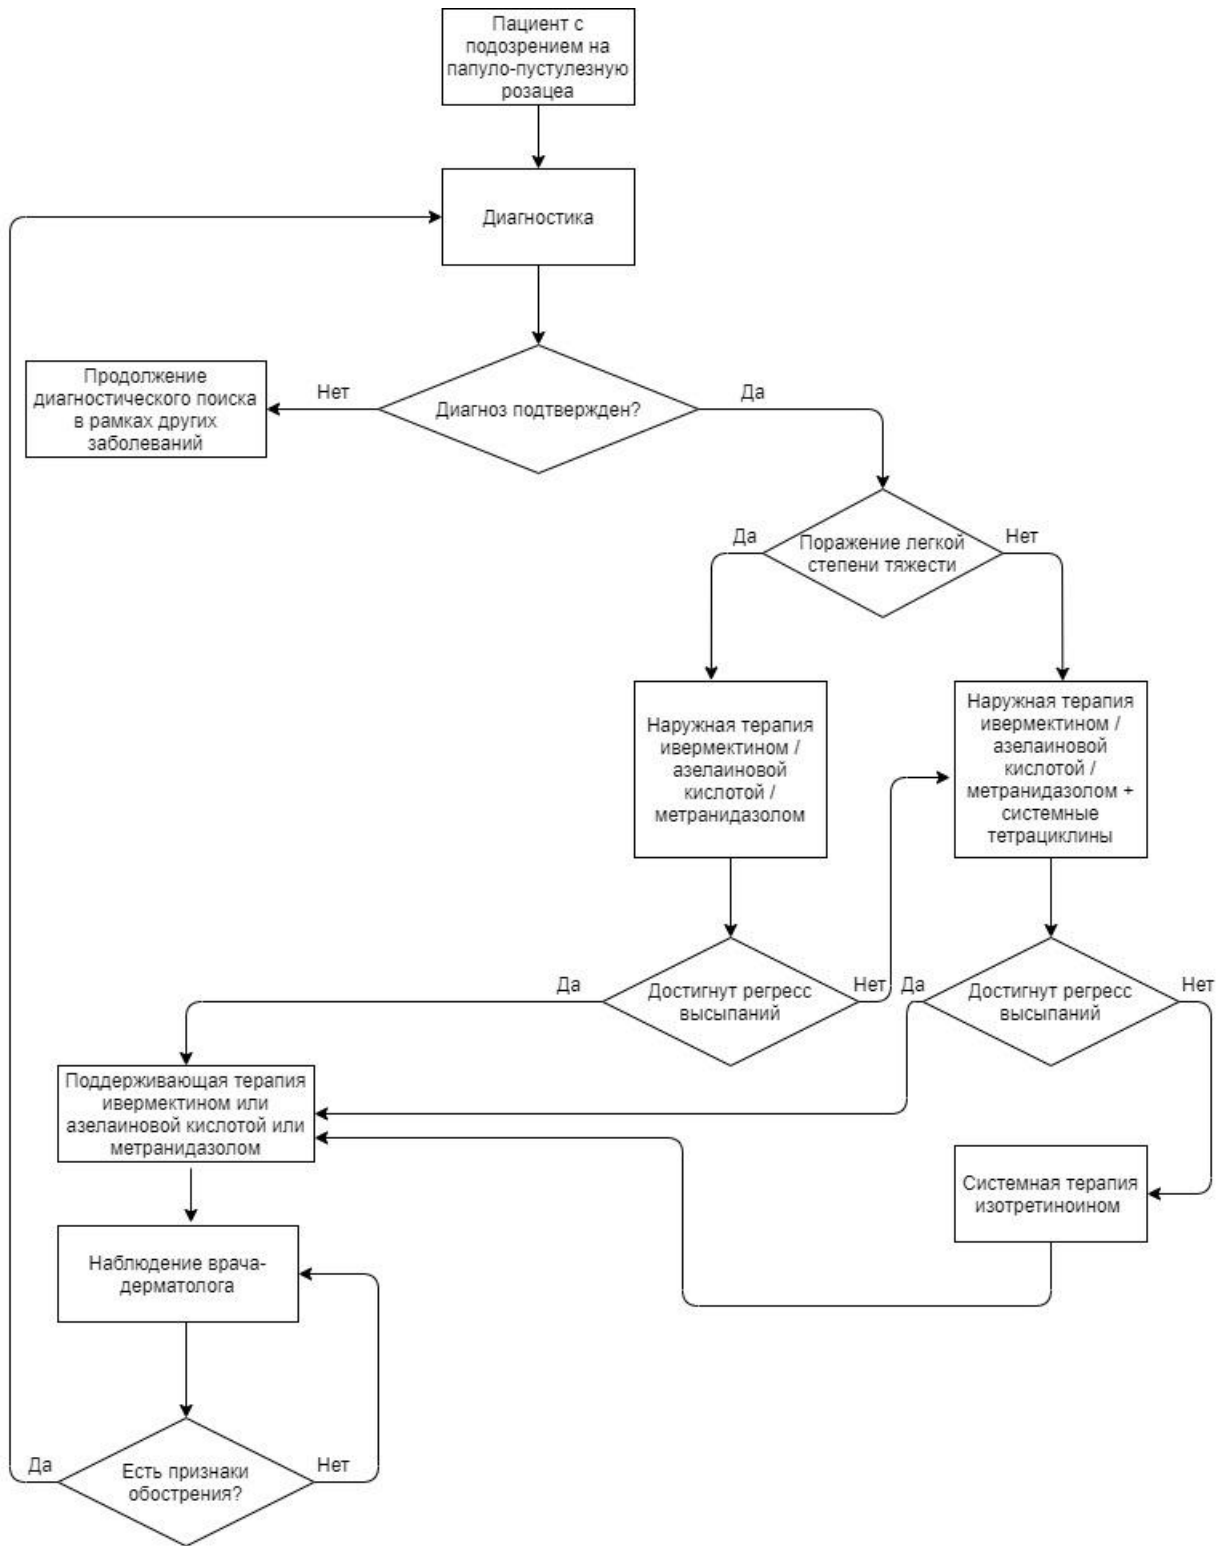 Пациент с
подозрением на
папуло-пустулезную
розацеа
Диагностика
Продолжение
диагностического поиска
в рамках других
заболеваний
Нет
Диагноз подтвержден?
Да
Да
Поражение легкой
степени тяжести
Нет
Наружная терапия
ивермектином /
азелаиновой
кислотой /
метранидазолом
Наружная терапия
ивермектином /
азелаиновой
кислотой /
метранидазолом +
системные
тетрациклины
Да
Достигнут регресс
высыпаний
Нет
Да
Достигнут регресс
высыпаний
Нет
Поддерживающая терапия
ивермектином или
азелаиновой кислотой или
метранидазолом
Системная терапия
изотретиноином
Наблюдение врача-
дерматолога
Да
Есть признаки
обострения?
Нет